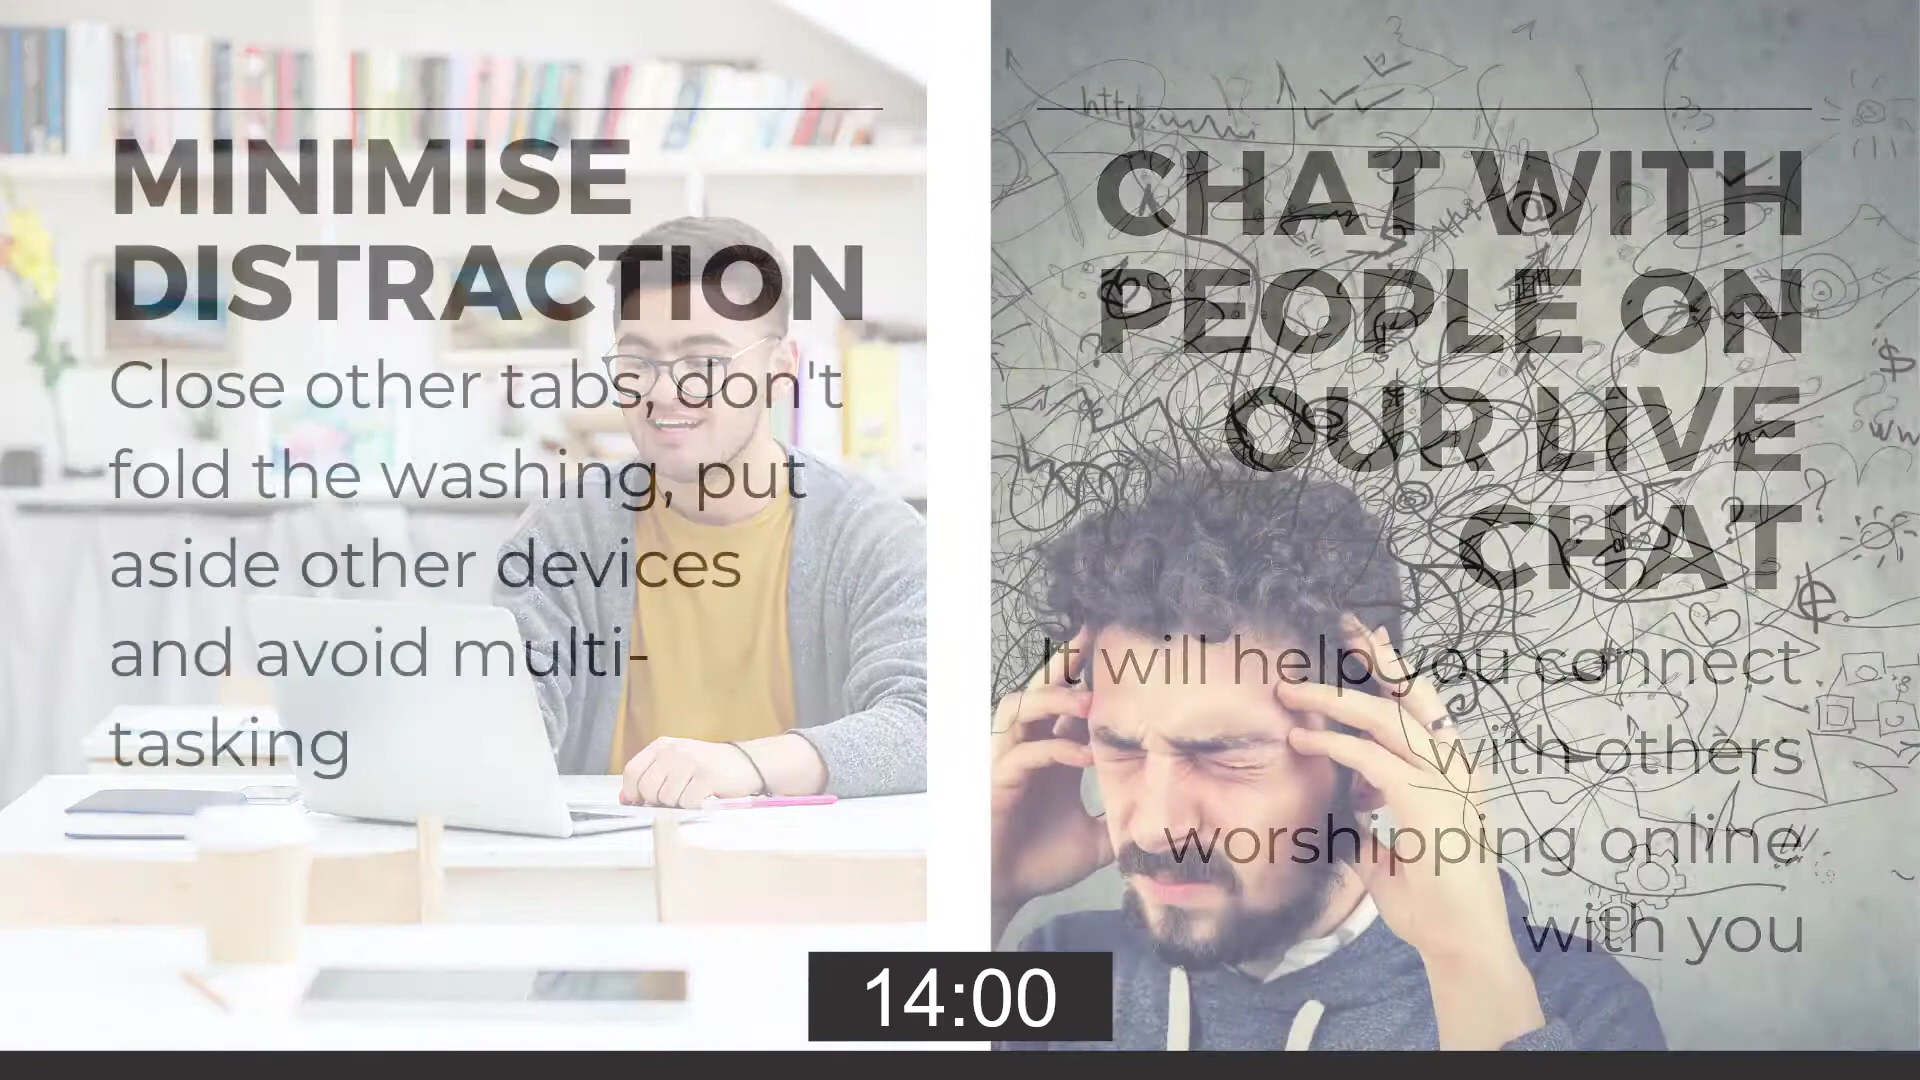 MINIMISE
DISTRACTION
Close other tabs, don't
fold the washing, put
aside other devices
and avoid multi-
tasking
http
CHAT WITH
PEOPLE ON
OUR LIVE
CHAT
It will help you connect
with others
worshipping online
with you
14:00